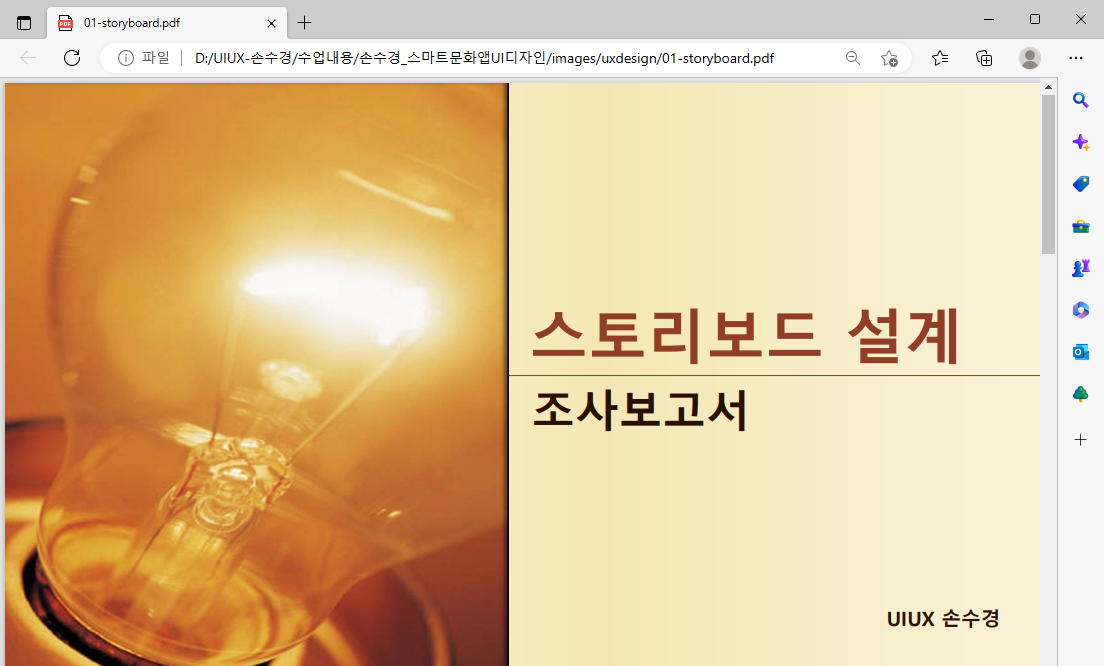 01-storyboard.pdf
파일
D:/UIUX-손수경/수업내용/손수경_스마트문화앱UI디자인/images/uxdesign/01-storyboard.pdf
스토리보드 설계
조사보고서
UIUX 손수경